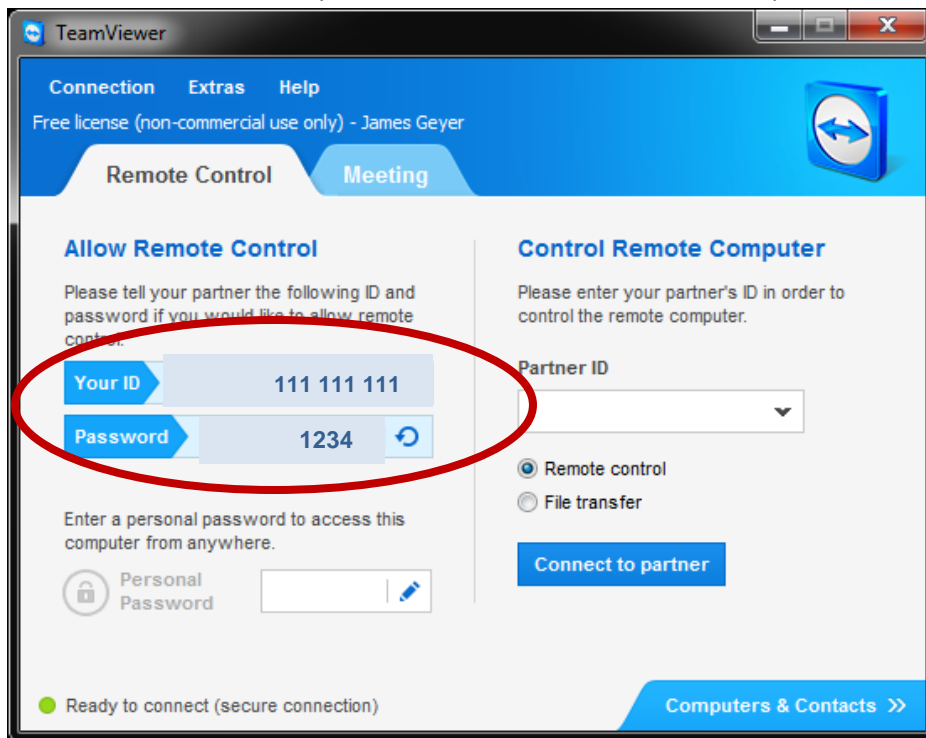 TeamViewer
Connection Extras Help
Free license (non-commercial use only) - James Geyer
Remote Control Meeting
Allow Remote Control
Please tell your partner the following ID and
password if you would like to allow remote
control.
Your ID 111 111 111
Password 1234
Enter a personal password to access this
computer from anywhere.
Personal
Password
Control Remote Computer
Please enter your partner's ID in order to
control the remote computer.
Partner ID
Remote control
File transfer
Connect to partner
Ready to connect (secure connection)
Computers & Contacts >>